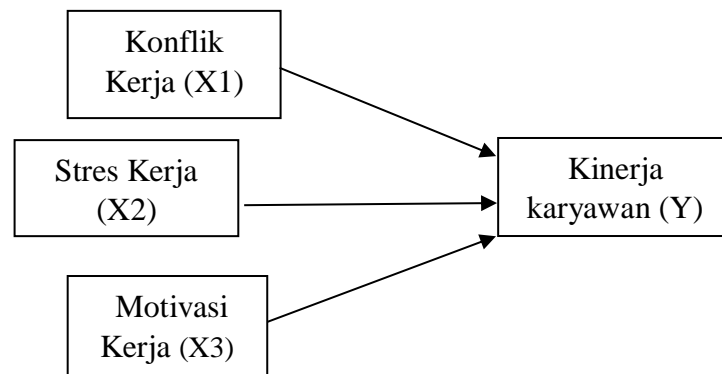 Konflik
Kerja (X1)
Stres Kerja
(X2)
Motivasi
Kerja (X3)
Kinerja
karyawan (Y)